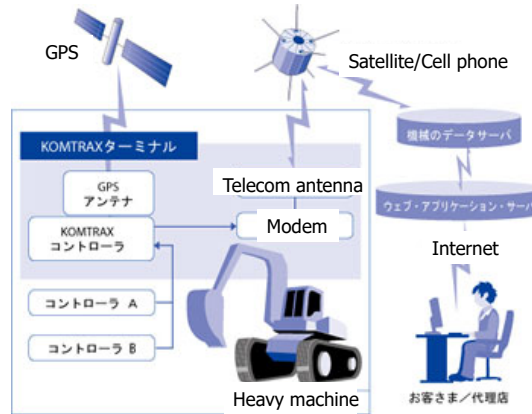 GPS
Satellite/Cell phone
KOMTRAXターミナル
GPS
アンテナ
KOMTRAX
コントローラ
コントローラ A
コントローラ B
Telecom antenna
Modem
Heavy machine
機械のデータサーバ
ウェブ・アプリケーション・サーバ
Internet
お客さま／代理店